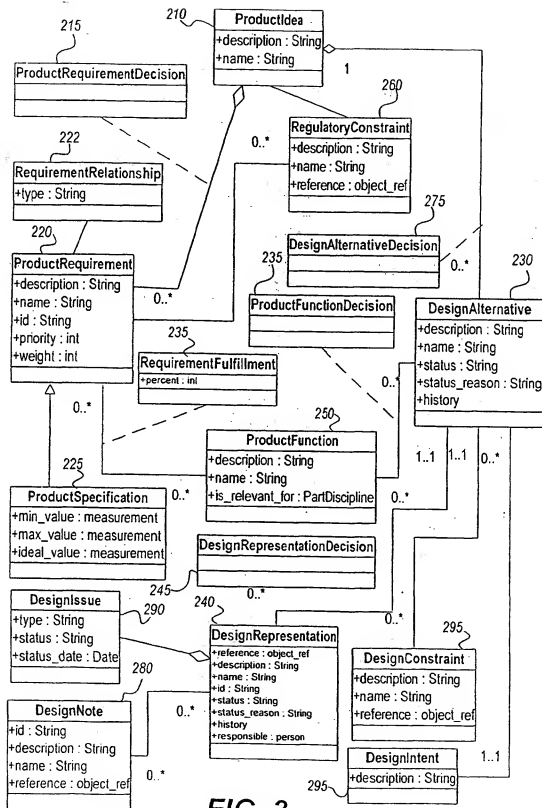 210
ProductIdea
+description : String
+name : String
1
215
ProductRequirementDecision
260
RegulatoryConstraint
+description : String
+name : String
+reference : object_ref
0..*
222
RequirementRelationship
+type : String
275
DesignAlternativeDecision
0..*
220
ProductRequirement
+description : String
+name : String
+id : String
+priority : int
+weight : int
0..*
0..*
235
ProductFunctionDecision
230
DesignAlternative
+description : String
+name : String
+status : String
+status_reason : String
+history
0..*
1..1
1..1
0..*
235
RequirementFulfillment
+percent : int
250
ProductFunction
+description : String
+name : String
+is_relevant_for : PartDiscipline
0..*
0..*
225
ProductSpecification
+min_value : measurement
+max_value : measurement
+ideal_value : measurement
DesignRepresentationDecision
245
0..*
290
DesignIssue
+type : String
+status : String
+status_date : Date
240
DesignRepresentation
+reference : object_ref
+description : String
+name : String
+id : String
+status : String
+status_reason : String
+history
+responsible : person
0..*
0..*
295
DesignConstraint
+description : String
+name : String
+reference : object_ref
280
DesignNote
+id : String
+description : String
+name : String
+reference : object_ref
0..*
DesignIntent
+description : String
1..1
295